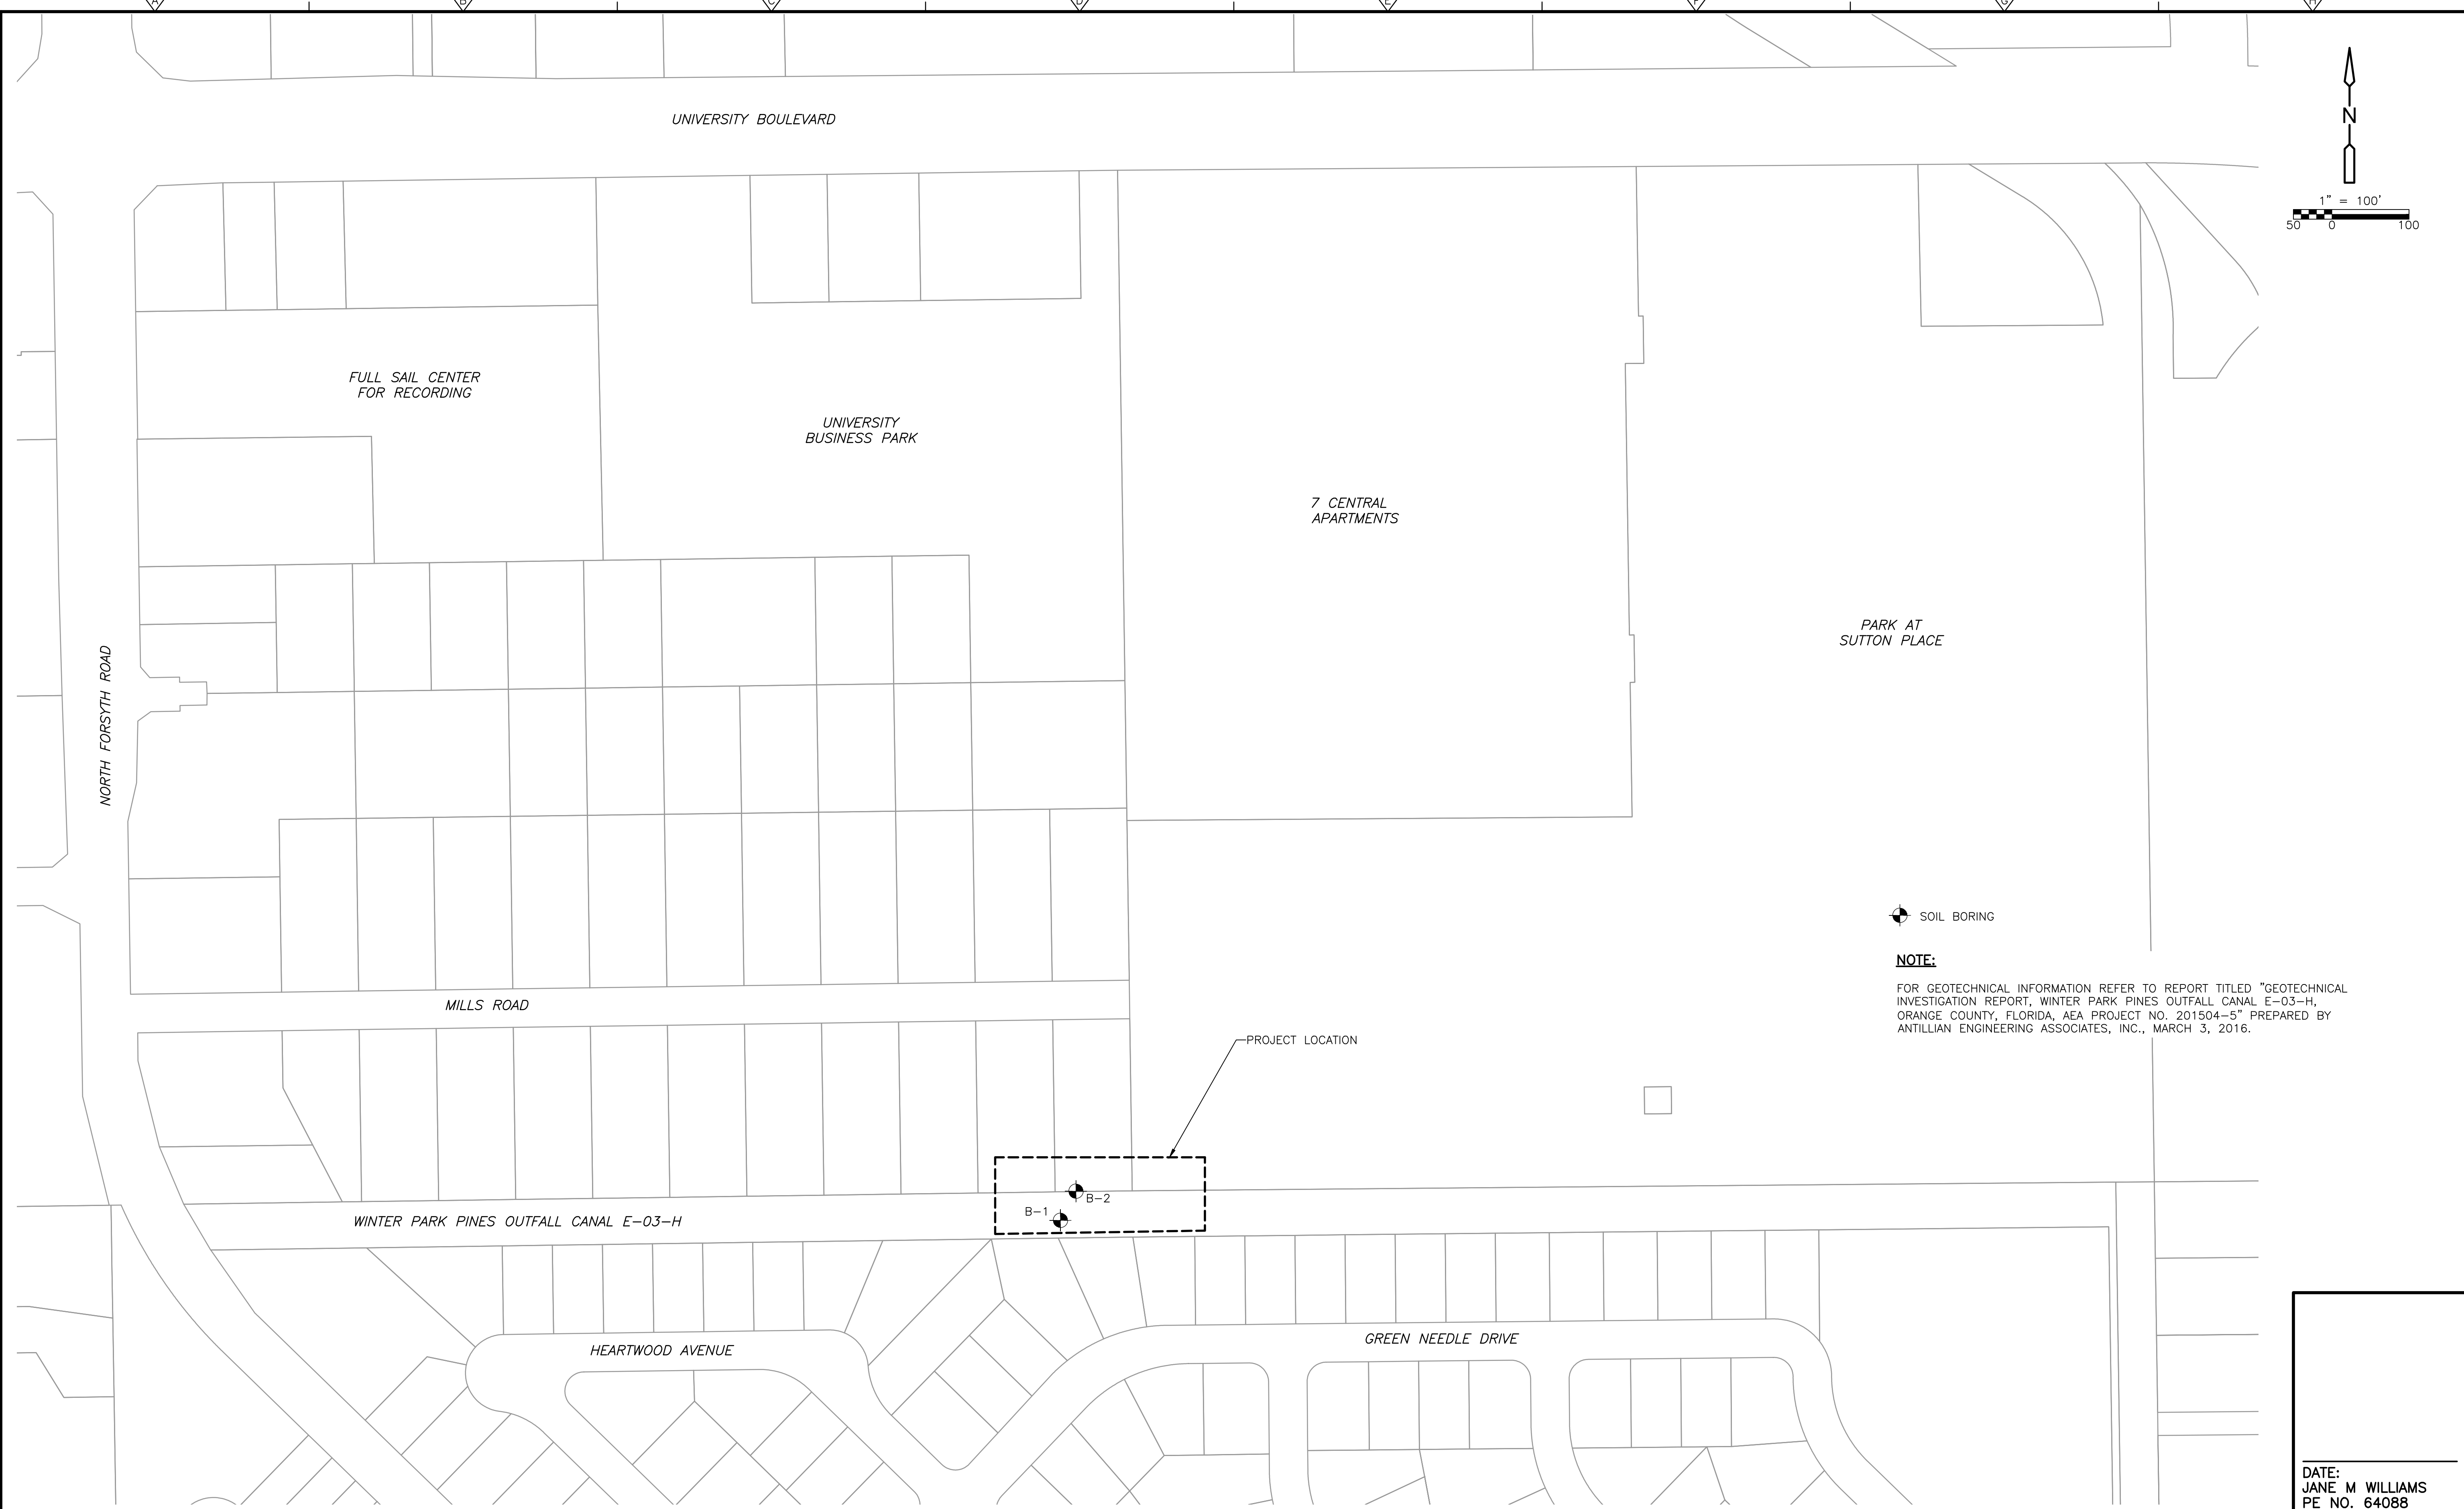 A B C D E F G H
UNIVERSITY BOULEVARD
N
1" = 100'
50 0 100
FULL SAIL CENTER
FOR RECORDING
UNIVERSITY
BUSINESS PARK
7 CENTRAL
APARTMENTS
PARK AT
SUTTON PLACE
NORTH FORSYTH ROAD
SOIL BORING
NOTE:
FOR GEOTECHNICAL INFORMATION REFER TO REPORT TITLED "GEOTECHNICAL
INVESTIGATION REPORT, WINTER PARK PINES OUTFALL CANAL E-03-H,
ORANGE COUNTY, FLORIDA, AEA PROJECT NO. 201504-5" PREPARED BY
ANTILLIAN ENGINEERING ASSOCIATES, INC., MARCH 3, 2016.
MILLS ROAD
PROJECT LOCATION
B-2
B-1
WINTER PARK PINES OUTFALL CANAL E-03-H
HEARTWOOD AVENUE
GREEN NEEDLE DRIVE
DATE:
JANE M WILLIAMS
PE NO. 64088